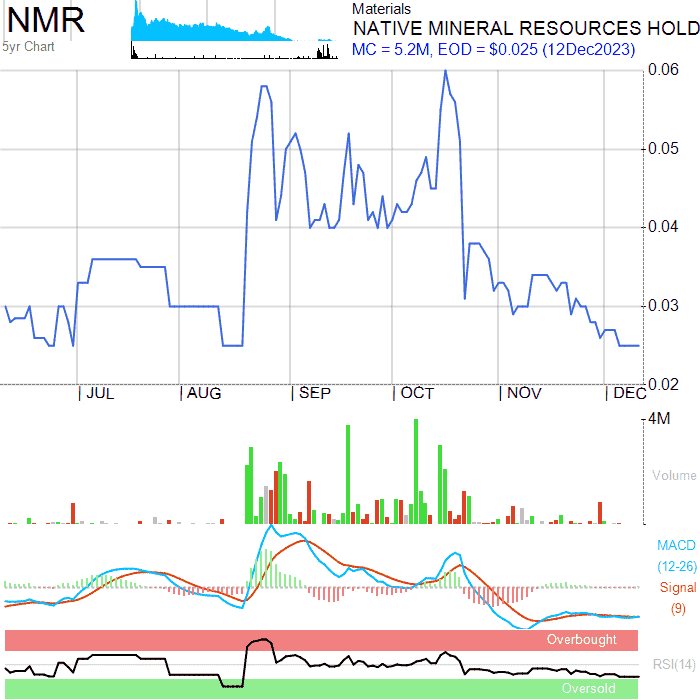 NMR
5yr Chart
Materials
NATIVE MINERAL RESOURCES HOLD
MC = 5.2M, EOD = $0.025 (12Dec2023)
0.06
0.05
0.04
0.03
0.02
JUL AUG SEP OCT NOV DEC
4M
Volume
MACD
(12-26)
Signal
(9)
Overbought
RSI(14)
Oversold